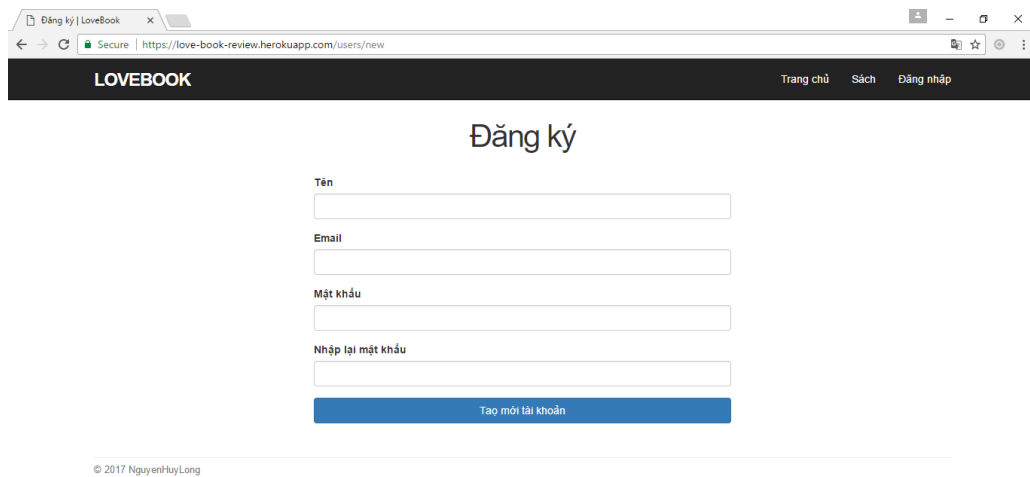 Đăng ký | LoveBook
Secure | https://love-book-review.herokuapp.com/users/new
LOVEBOOK Trang chủ Sách Đăng nhập
Đăng ký
Tên
Email
Mật khẩu
Nhập lại mật khẩu
Taọ mới tài khoản
© 2017 NguyenHuyLong